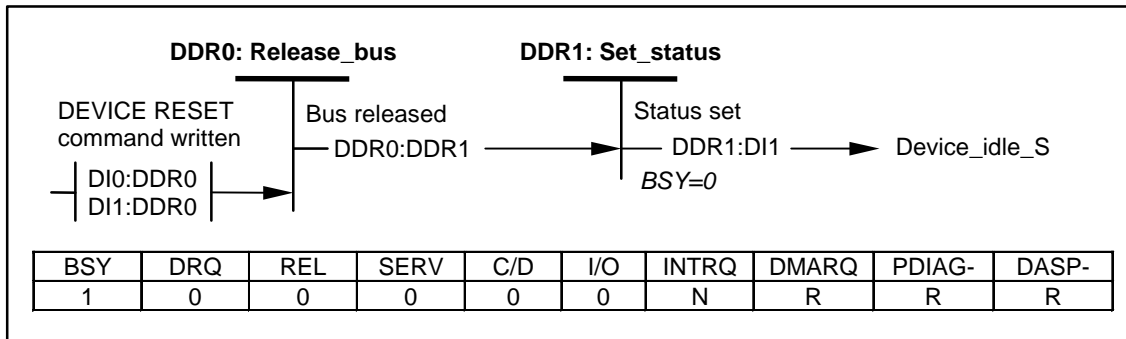 DDR0: Release_bus DDR1: Set_status
DEVICE RESET
command written
Bus released
Status set
DDR0:DDR1
DDR1:DI1
Device_idle_S
DI0:DDR0
DI1:DDR0
BSY=0
BSY DRQ REL SERV C/D I/O INTRQ DMARQ PDIAG- DASP-
1 0 0 0 0 0 N R R R